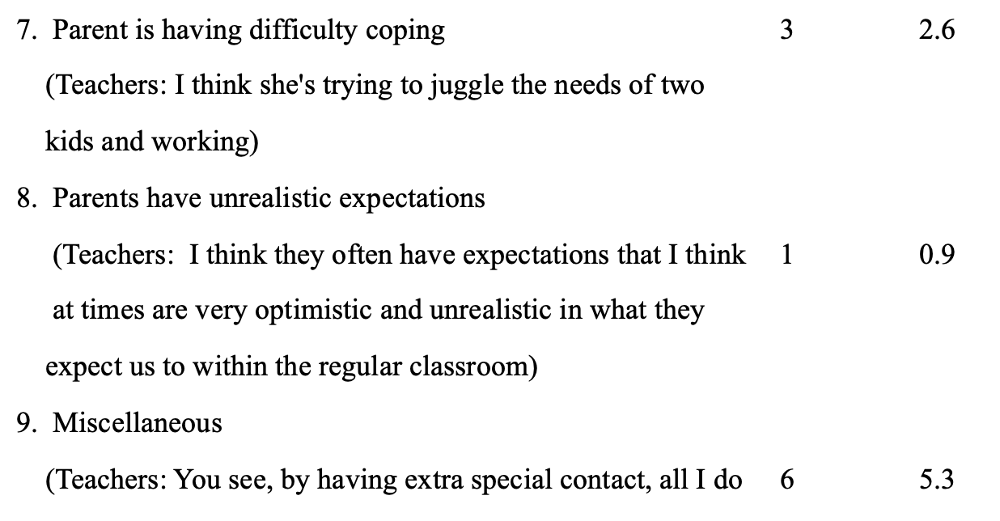 7. Parent is having difficulty coping 3 2.6
(Teachers: I think she's trying to juggle the needs of two
kids and working)
8. Parents have unrealistic expectations
(Teachers: I think they often have expectations that I think 1 0.9
at times are very optimistic and unrealistic in what they
expect us to within the regular classroom)
9. Miscellaneous
(Teachers: You see, by having extra special contact, all I do 6 5.3